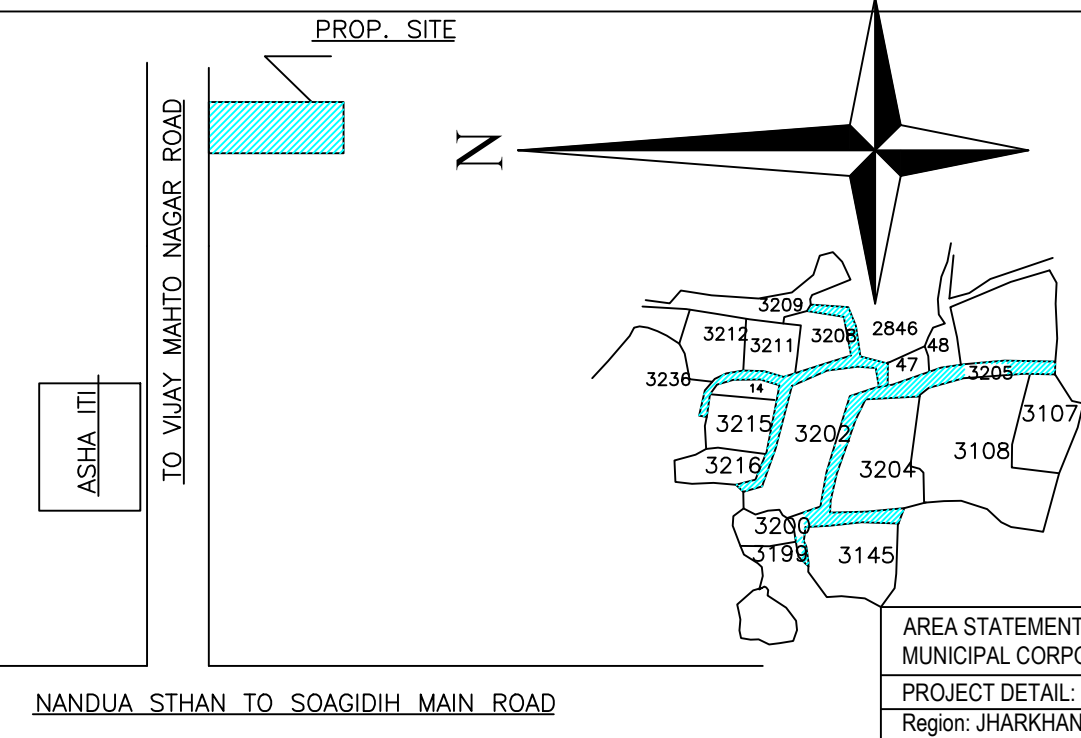 PROP. SITE
TO VIJAY MAHTO NAGAR ROAD
N
ASHA ITI
3209
3212
3211
3208
2846
48
47
3236
14
3205
3215
3202
3107
3216
3204
3108
3200
3199
3145
NANDUA STHAN TO SOAGIDIH MAIN ROAD
AREA STATEMENT
MUNICIPAL CORPO
PROJECT DETAIL:
Region: JHARKHAN